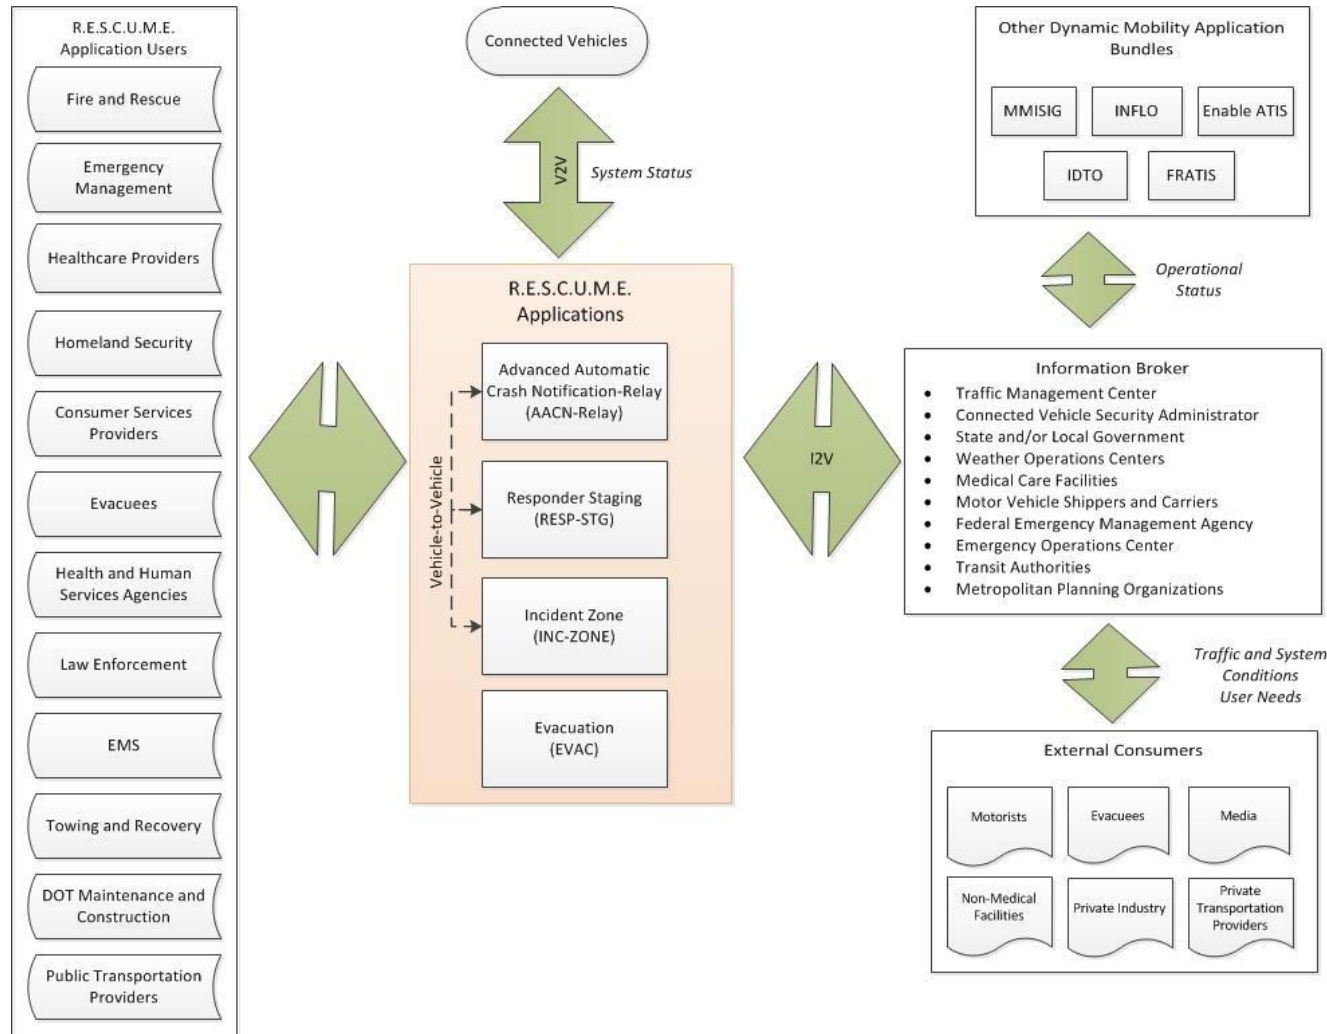 R.E.S.C.U.M.E.
Application Users
Fire and Rescue
Emergency
Management
Healthcare Providers
Homeland Security
Consumer Services
Providers
Evacuees
Health and Human
Services Agencies
Law Enforcement
EMS
Towing and Recovery
DOT Maintenance and
Construction
Public Transportation
Providers
Connected Vehicles
V2V
System Status
R.E.S.C.U.M.E.
Applications
Advanced Automatic
Crash Notification-Relay
(AACN-Relay)
Responder Staging
(RESP-STG)
Incident Zone
(INC-ZONE)
Evacuation
(EVAC)
Vehicle-to-Vehicle
I2V
Other Dynamic Mobility Application
Bundles
MMISIG
INFLO
Enable ATIS
IDTO
FRATIS
Operational
Status
Information Broker
• Traffic Management Center
• Connected Vehicle Security Administrator
• State and/or Local Government
• Weather Operations Centers
• Medical Care Facilities
• Motor Vehicle Shippers and Carriers
• Federal Emergency Management Agency
• Emergency Operations Center
• Transit Authorities
• Metropolitan Planning Organizations
Traffic and System
Conditions
User Needs
External Consumers
Motorists
Evacuees
Media
Non-Medical
Facilities
Private Industry
Private
Transportation
Providers